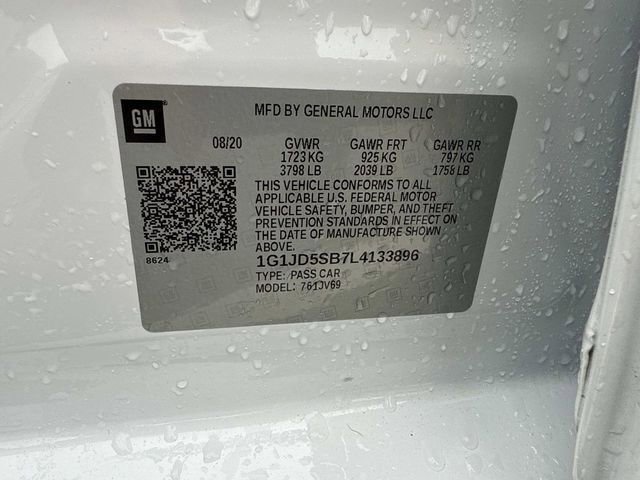 GM
MFD BY GENERAL MOTORS LLC
08/20 GVWR GAWR FRT GAWR RR
1723 KG 925 KG 797 KG
3798 LB 2039 LB 1758 LB
THIS VEHICLE CONFORMS TO ALL
APPLICABLE U.S. FEDERAL MOTOR
VEHICLE SAFETY, BUMPER, AND THEFT
PREVENTION STANDARDS IN EFFECT ON
THE DATE OF MANUFACTURE SHOWN
ABOVE.
8624
1G1JD5SB7L4133896
TYPE: PASS CAR
MODEL: 761JV69